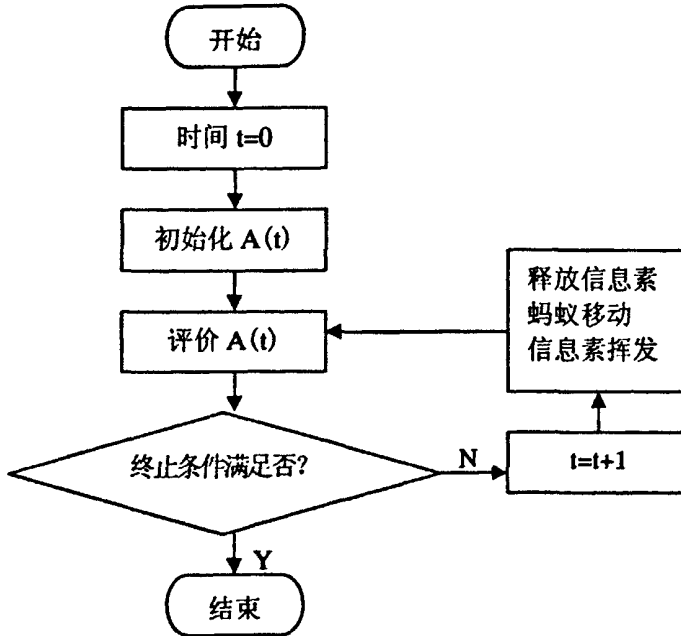 开始
时间 t=0
初始化 A(t)
评价 A(t)
终止条件满足否?
N
t=t+1
释放信息素
蚂蚁移动
信息素挥发
Y
结束